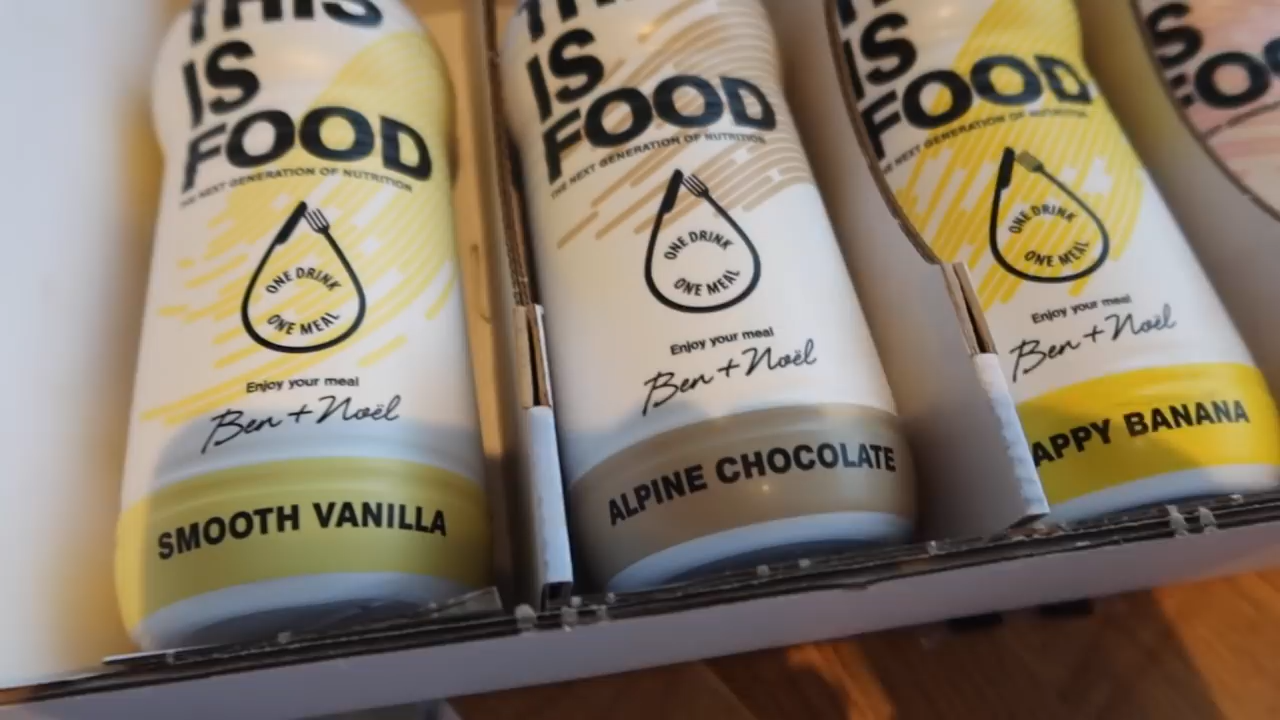 THIS
IS
FOOD
THE NEXT GENERATION OF NUTRITION
ONE DRINK
ONE MEAL
Enjoy your meal
Ben + Noël
SMOOTH VANILLA
THIS
IS
FOOD
THE NEXT GENERATION OF NUTRITION
ONE DRINK
ONE MEAL
Enjoy your meal
Ben + Noël
ALPINE CHOCOLATE
IS
FOOD
THE NEXT GENERATION OF NUTRITION
ONE DRINK
ONE MEAL
Enjoy your meal
Ben + Noël
APPY BANANA